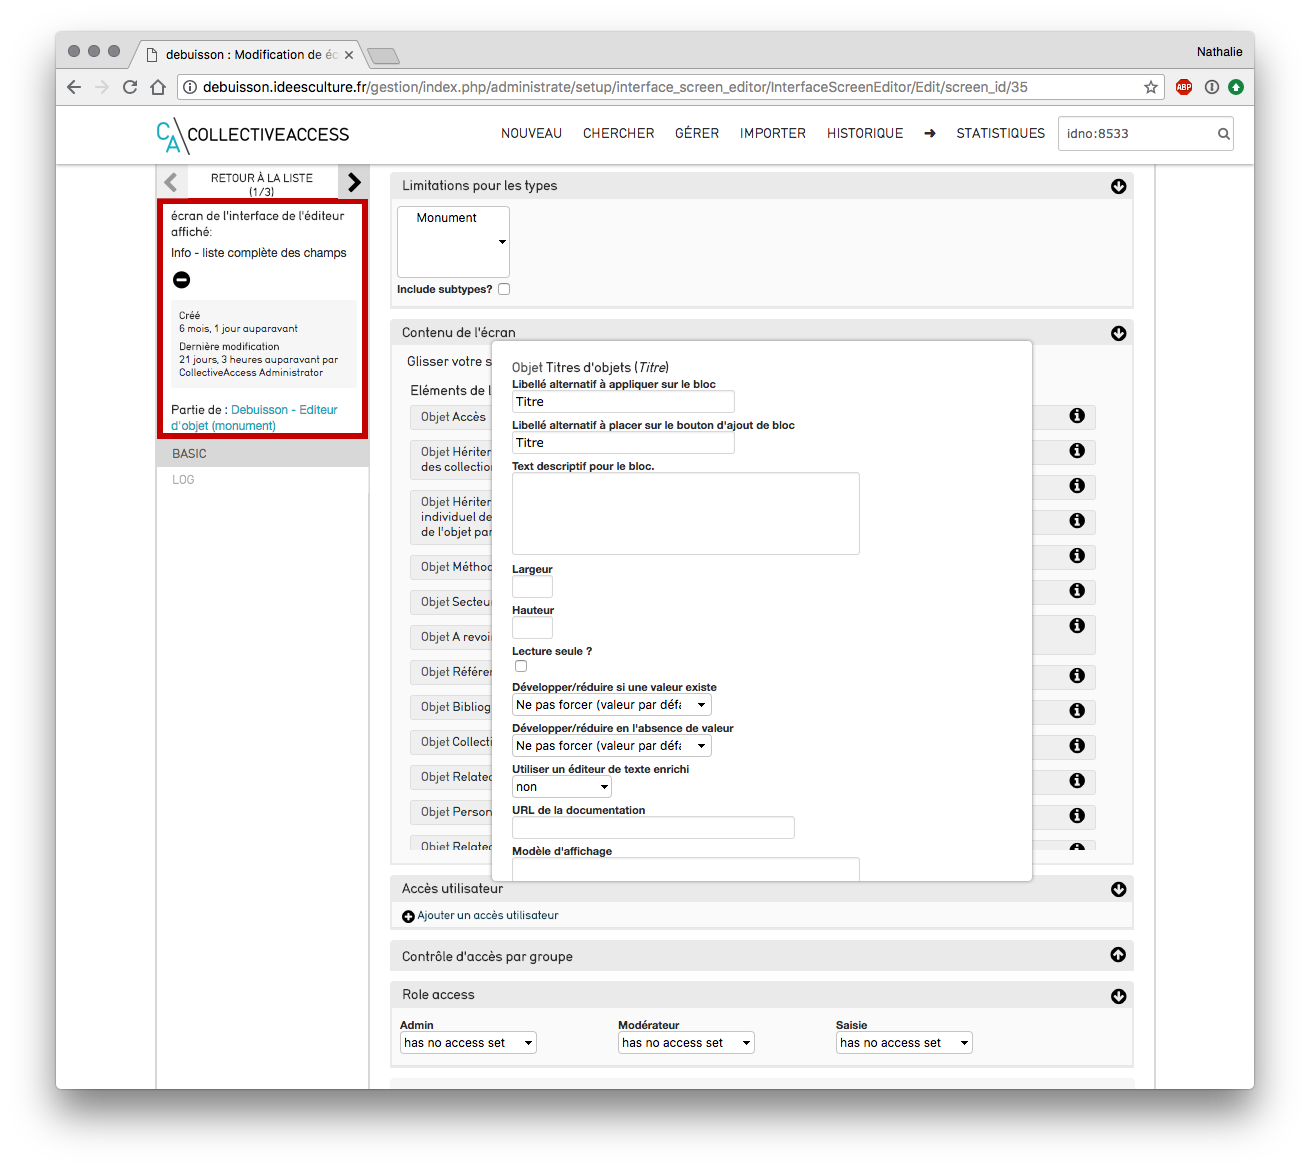 debuisson : Modification de éc
Nathalie
debuisson.ideesculture.fr/gestion/index.php/administrate/setup/interface_screen_editor/InterfaceScreenEditor/Edit/screen_id/35
ABP
CA COLLECTIVEACCESS
NOUVEAU CHERCHER GÉRER IMPORTER HISTORIQUE ➔ STATISTIQUES
idno:8533
RETOUR À LA LISTE
(1/3)
écran de l'interface de l'éditeur
affiché:
Info - liste complète des champs
Créé
6 mois, 1 jour auparavant
Dernière modification
21 jours, 3 heures auparavant par
CollectiveAccess Administrator
Partie de : Debuisson - Editeur
d'objet (monument)
BASIC
LOG
Limitations pour les types
Monument
Include subtypes?
Contenu de l'écran
Glisser votre s
Eléments de l
Objet Accès
Objet Hériter
des collection
Objet Hériter
individuel de
de l'objet par
Objet Méthod
Objet Secteu
Objet A revoi
Objet Référer
Objet Bibliog
Objet Collecti
Objet Related
Objet Person
Objet Related
Objet Titres d'objets (Titre)
Libellé alternatif à appliquer sur le bloc
Titre
Libellé alternatif à placer sur le bouton d'ajout de bloc
Titre
Text descriptif pour le bloc.
Largeur
Hauteur
Lecture seule ?
Développer/réduire si une valeur existe
Ne pas forcer (valeur par défa
Développer/réduire en l'absence de valeur
Ne pas forcer (valeur par défa
Utiliser un éditeur de texte enrichi
non
URL de la documentation
Modèle d'affichage
Accès utilisateur
Ajouter un accès utilisateur
Contrôle d'accès par groupe
Role access
Admin Modérateur Saisie
has no access set has no access set has no access set